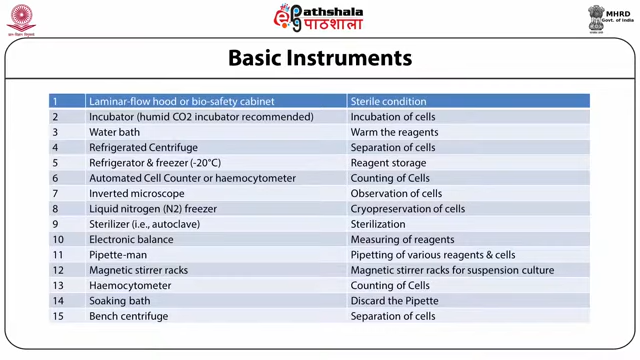 Pathshala
पाठशाला
MHRD
Govt. of India
Basic Instruments
1 Laminar-flow hood or bio-safety cabinet Sterile condition
2 Incubator (humid CO2 incubator recommended) Incubation of cells
3 Water bath Warm the reagents
4 Refrigerated Centrifuge Separation of cells
5 Refrigerator & freezer (-20°C) Reagent storage
6 Automated Cell Counter or haemocytometer Counting of Cells
7 Inverted microscope Observation of cells
8 Liquid nitrogen (N2) freezer Cryopreservation of cells
9 Sterilizer (i.e., autoclave) Sterilization
10 Electronic balance Measuring of reagents
11 Pipette-man Pipetting of various reagents & cells
12 Magnetic stirrer racks Magnetic stirrer racks for suspension culture
13 Haemocytometer Counting of Cells
14 Soaking bath Discard the Pipette
15 Bench centrifuge Separation of cells